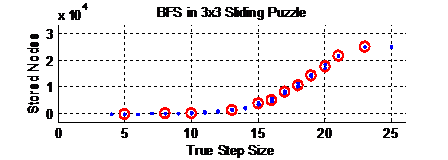 x 10⁴
BFS in 3x3 Sliding Puzzle
3
2
1
0
Stored Nodes
0
5
10
15
20
25
True Step Size